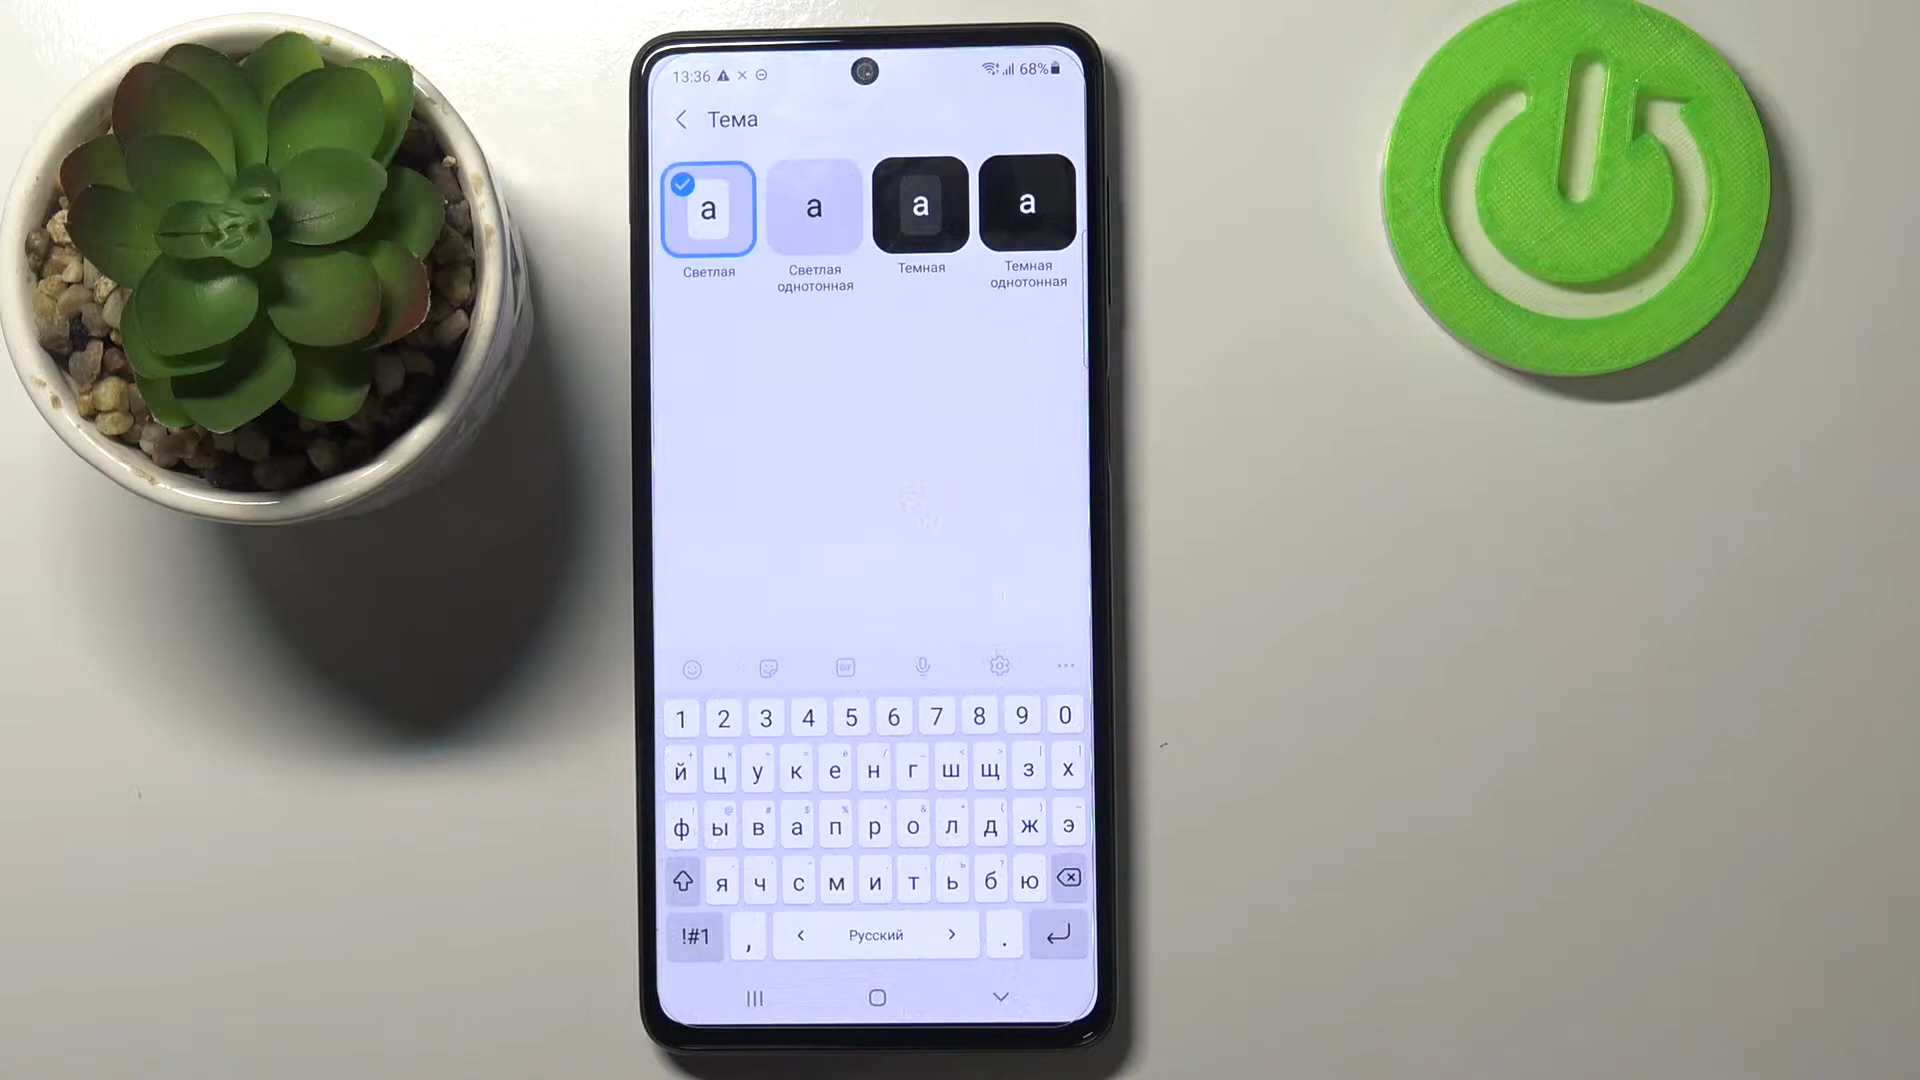 13:36 68%
Тема
a a a a
Светлая Светлая однотонная Темная Темная однотонная
GIF
1 2 3 4 5 6 7 8 9 0
й ц у к е н г ш щ з х
ф ы в а п р о л д ж э
я ч с м и т ь б ю
!#1 , < Русский > .